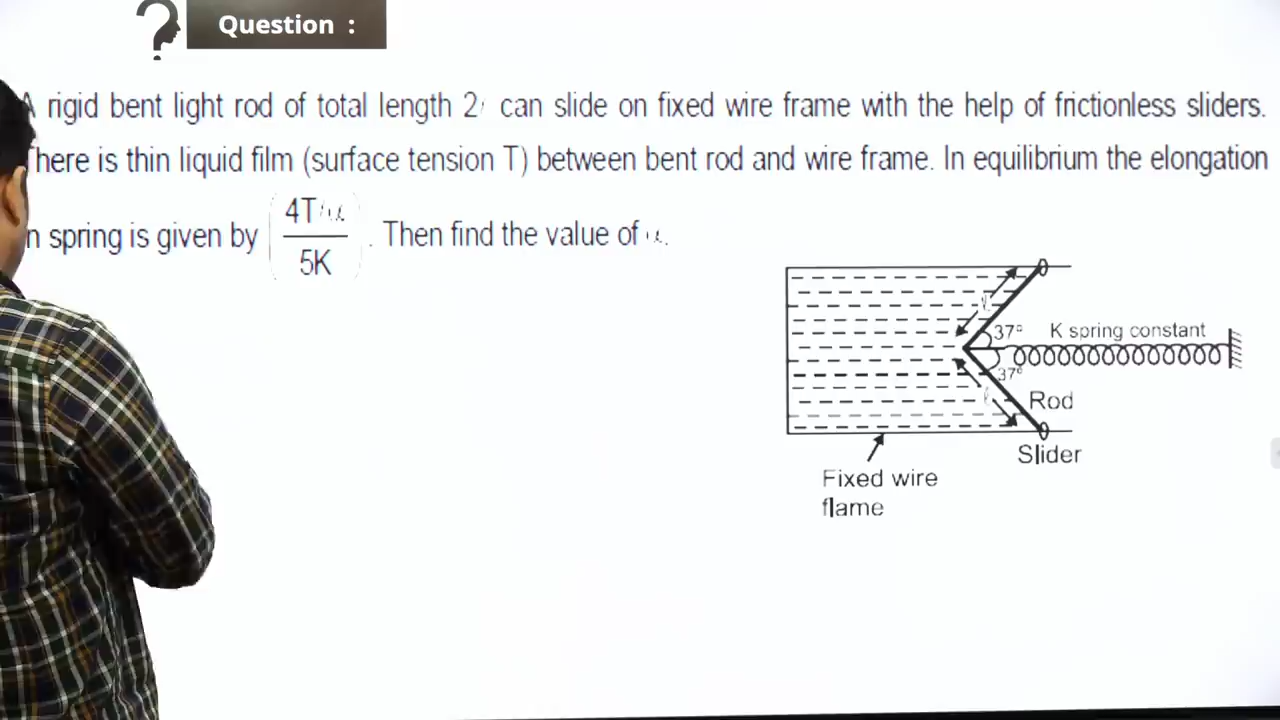 Question :
A rigid bent light rod of total length 2ℓ can slide on fixed wire frame with the help of frictionless sliders.
There is thin liquid film (surface tension T) between bent rod and wire frame. In equilibrium the elongation
n spring is given by (4Tℓα
5K). Then find the value of α.
37° K spring constant
37°
ℓ
ℓ
Rod
Slider
Fixed wire
flame